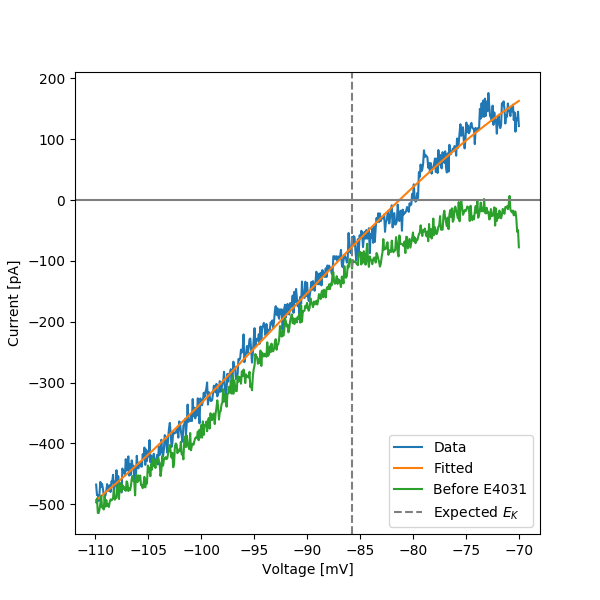 200
100
0
−100
−200
−300
−400
−500
Current [pA]
Data
Fitted
Before E4031
Expected $E_K$
−110 −105 −100 −95 −90 −85 −80 −75 −70
Voltage [mV]